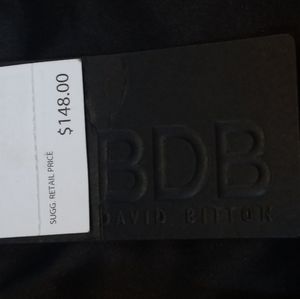 SUGG. RETAIL PRICE
$148.00
BDB
DAVID BITTON